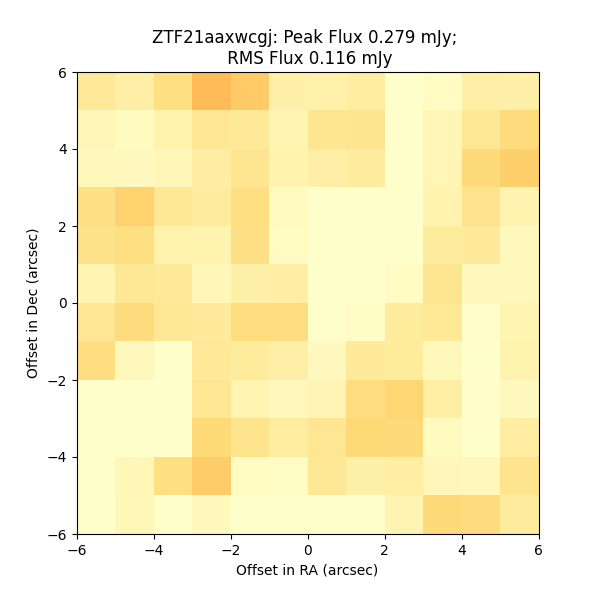 ZTF21aaxwcgj: Peak Flux 0.279 mJy;
RMS Flux 0.116 mJy
6
4
2
0
−2
−4
−6
Offset in Dec (arcsec)
−6 −4 −2 0 2 4 6
Offset in RA (arcsec)